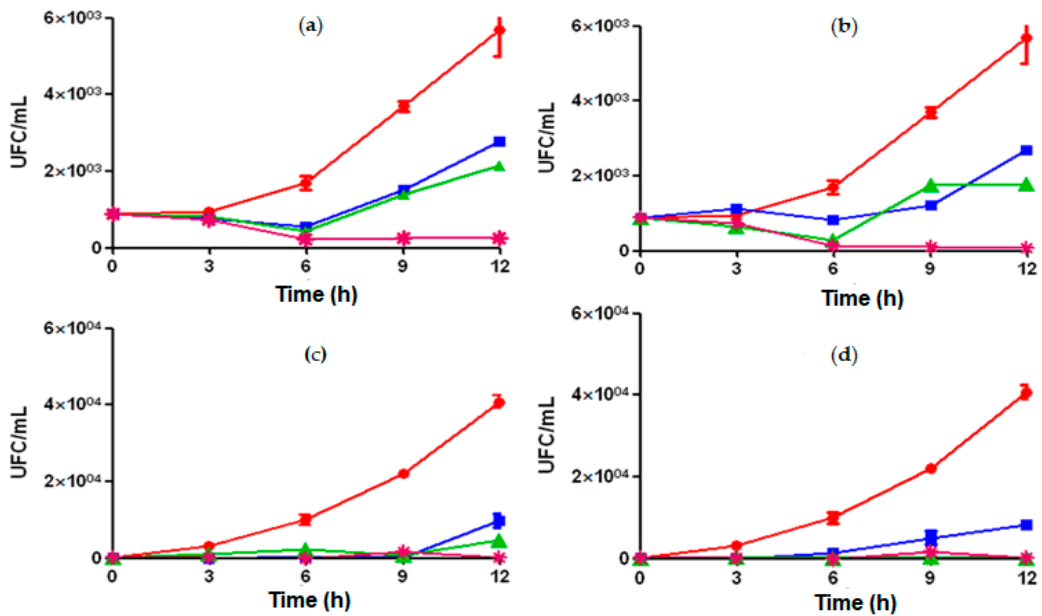 (a)
UFC/mL
6×10⁰³
4×10⁰³
2×10⁰³
0
0 3 6 9 12
Time (h)
(b)
UFC/mL
6×10⁰³
4×10⁰³
2×10⁰³
0
0 3 6 9 12
Time (h)
(c)
UFC/mL
6×10⁰⁴
4×10⁰⁴
2×10⁰⁴
0
0 3 6 9 12
Time (h)
(d)
UFC/mL
6×10⁰⁴
4×10⁰⁴
2×10⁰⁴
0
0 3 6 9 12
Time (h)